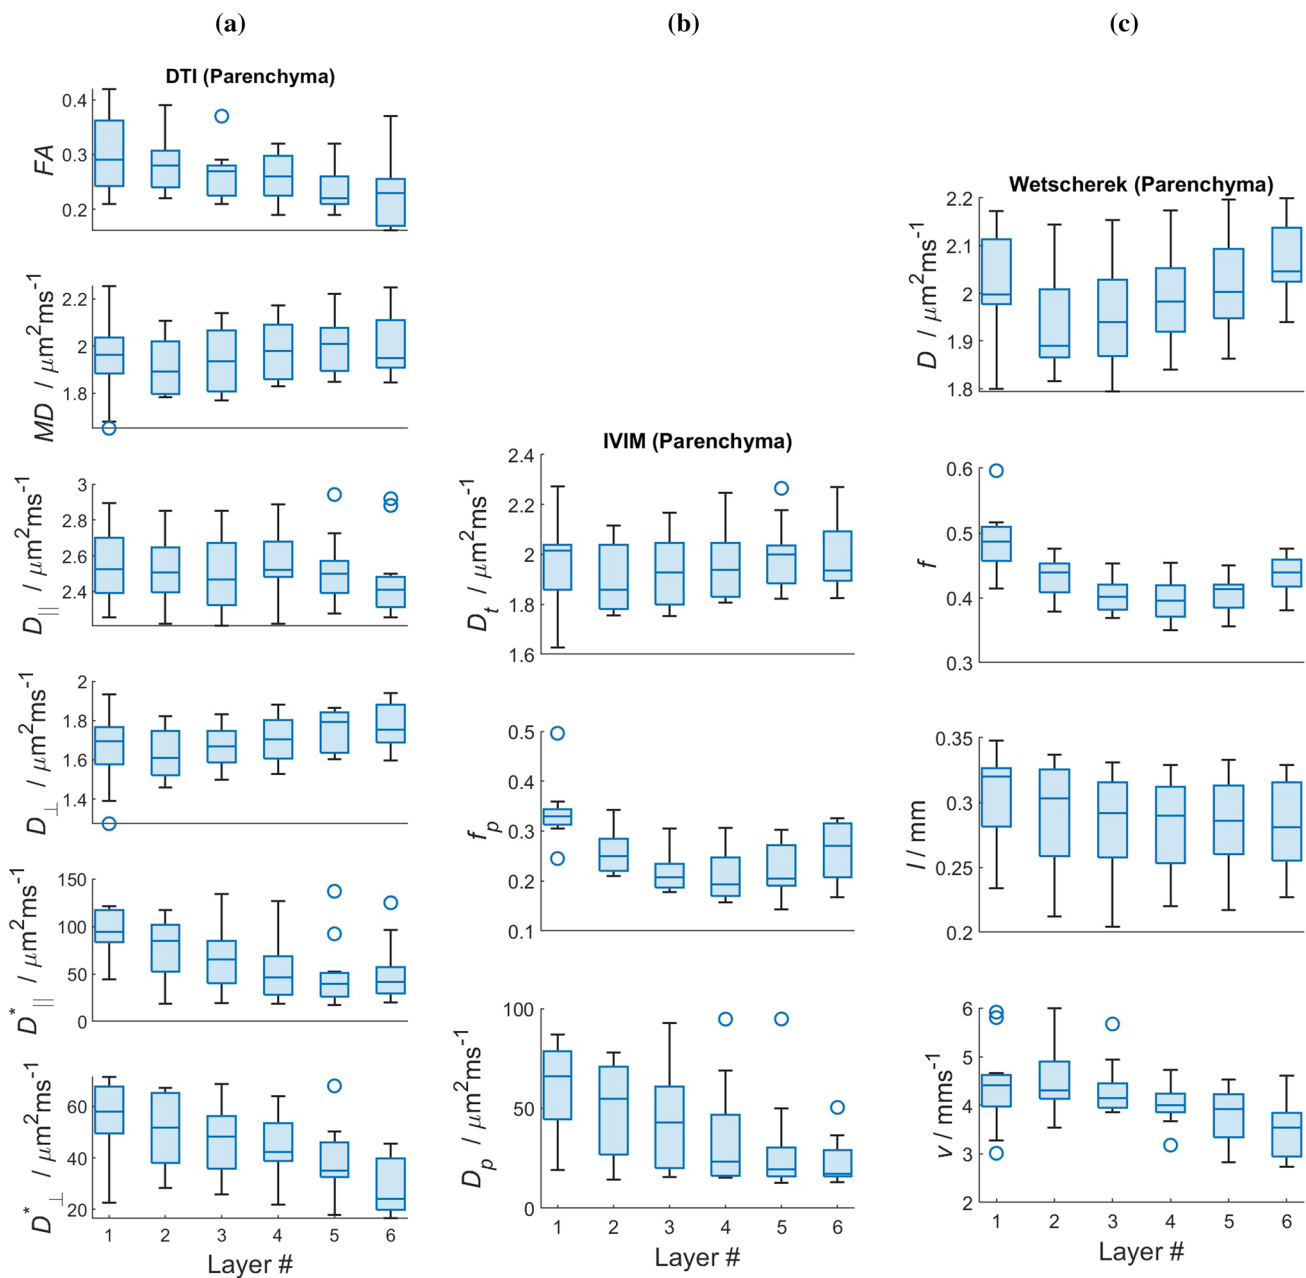 (a)
(b)
(c)
DTI (Parenchyma)
0.4
0.3
0.2
FA
2.2
2
1.8
MD / μm²ms⁻¹
3
2.8
2.6
2.4
D|| / μm²ms⁻¹
2
1.8
1.6
1.4
D⊥ / μm²ms⁻¹
150
100
50
0
D*|| / μm²ms⁻¹
60
40
20
D*⊥ / μm²ms⁻¹
1 2 3 4 5 6
Layer #
IVIM (Parenchyma)
2.4
2.2
2
1.8
1.6
Dt / μm²ms⁻¹
0.5
0.4
0.3
0.2
0.1
fp
100
50
0
Dp / μm²ms⁻¹
1 2 3 4 5 6
Layer #
Wetscherek (Parenchyma)
2.2
2.1
2
1.9
1.8
D / μm²ms⁻¹
0.6
0.5
0.4
0.3
f
0.35
0.3
0.25
0.2
l / mm
6
5
4
3
2
v / mms⁻¹
1 2 3 4 5 6
Layer #